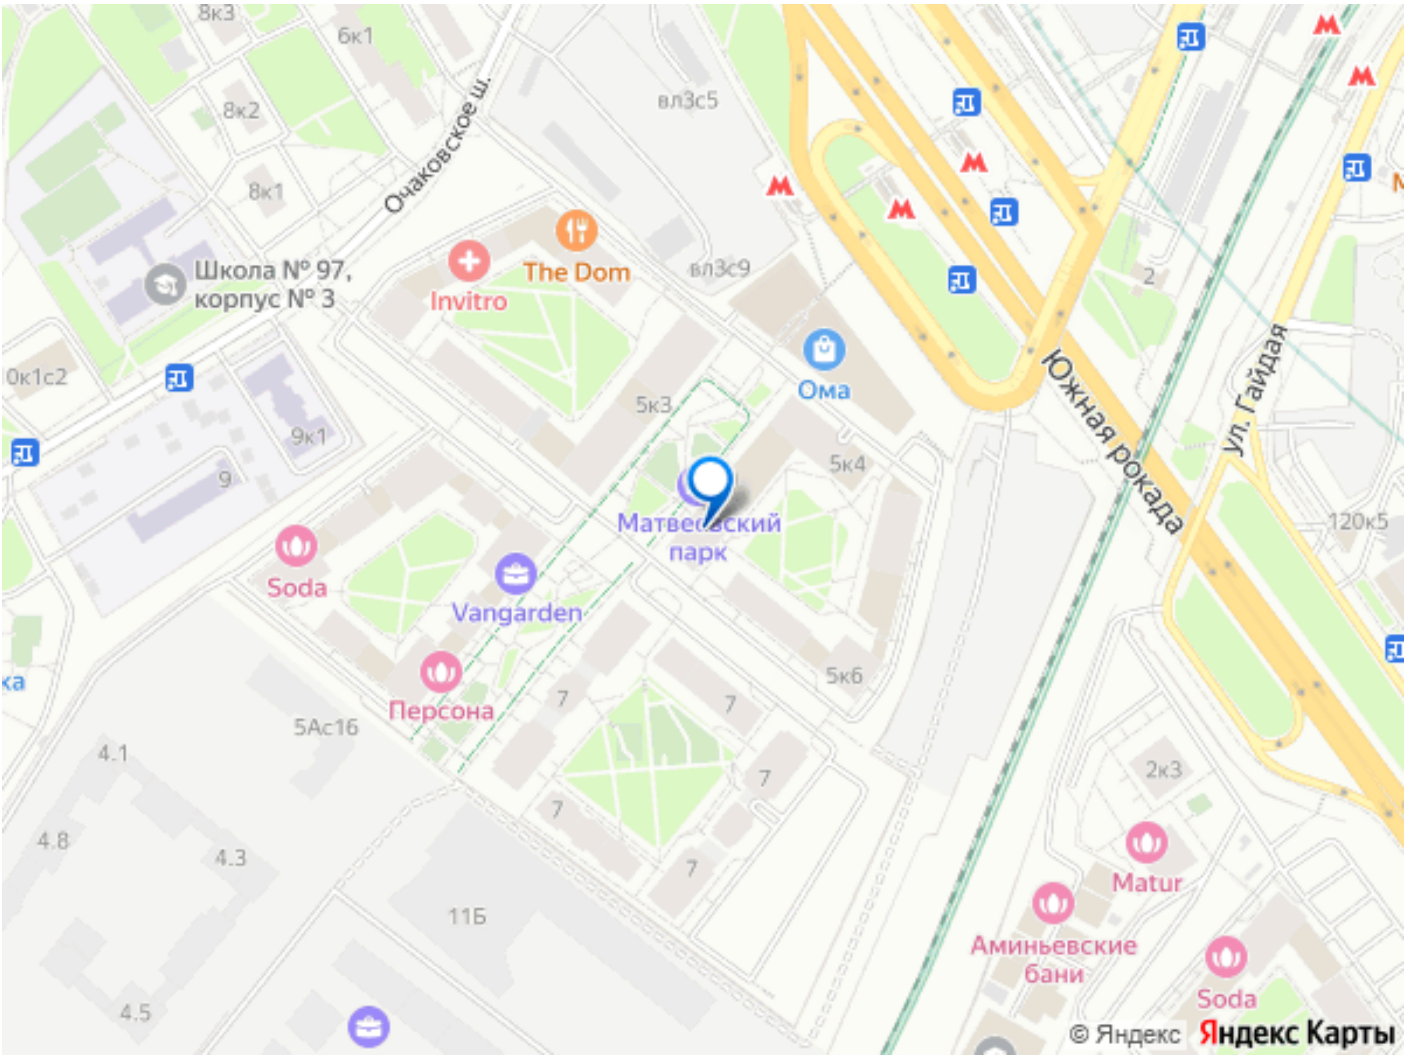 8к3
6к1
Очаковское ш.
8к2
вл3с5
8к1
Школа № 97,
корпус № 3
The Dom
Invitro
вл3с9
2
0к1с2
Ома
Южная рокада
ул. Гайдая
5к3
9к1
5к4
9
Матвеевский
парк
120к5
Soda
Vangarden
5к6
Персона
7
7
ка
5Ас16
4.1
7
7
2к3
4.8
4.3
7
Matur
11Б
Аминьевские
бани
Soda
4.5
© Яндекс Яндекс Карты